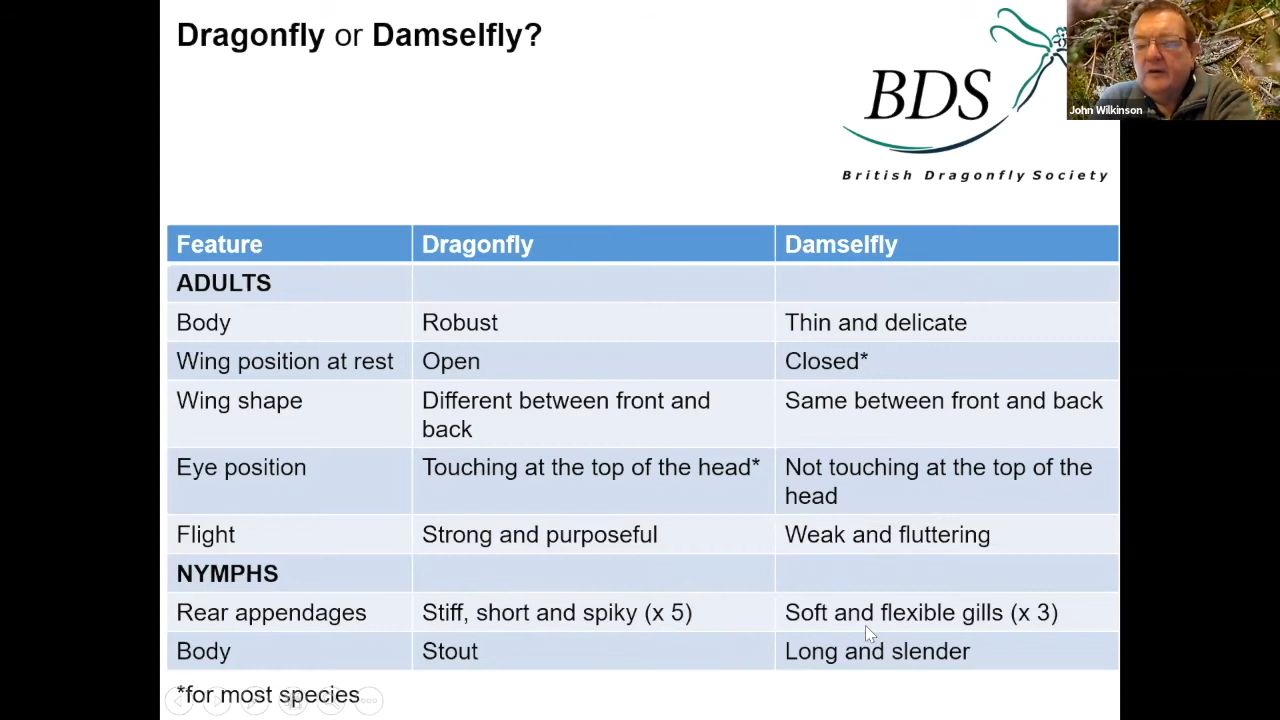 Dragonfly or Damselfly?
BDS
British Dragonfly Society
John Wilkinson
Feature Dragonfly Damselfly
ADULTS
Body Robust Thin and delicate
Wing position at rest Open Closed*
Wing shape Different between front and Same between front and back
back
Eye position Touching at the top of the head* Not touching at the top of the
head
Flight Strong and purposeful Weak and fluttering
NYMPHS
Rear appendages Stiff, short and spiky (x 5) Soft and flexible gills (x 3)
Body Stout Long and slender
*for most species